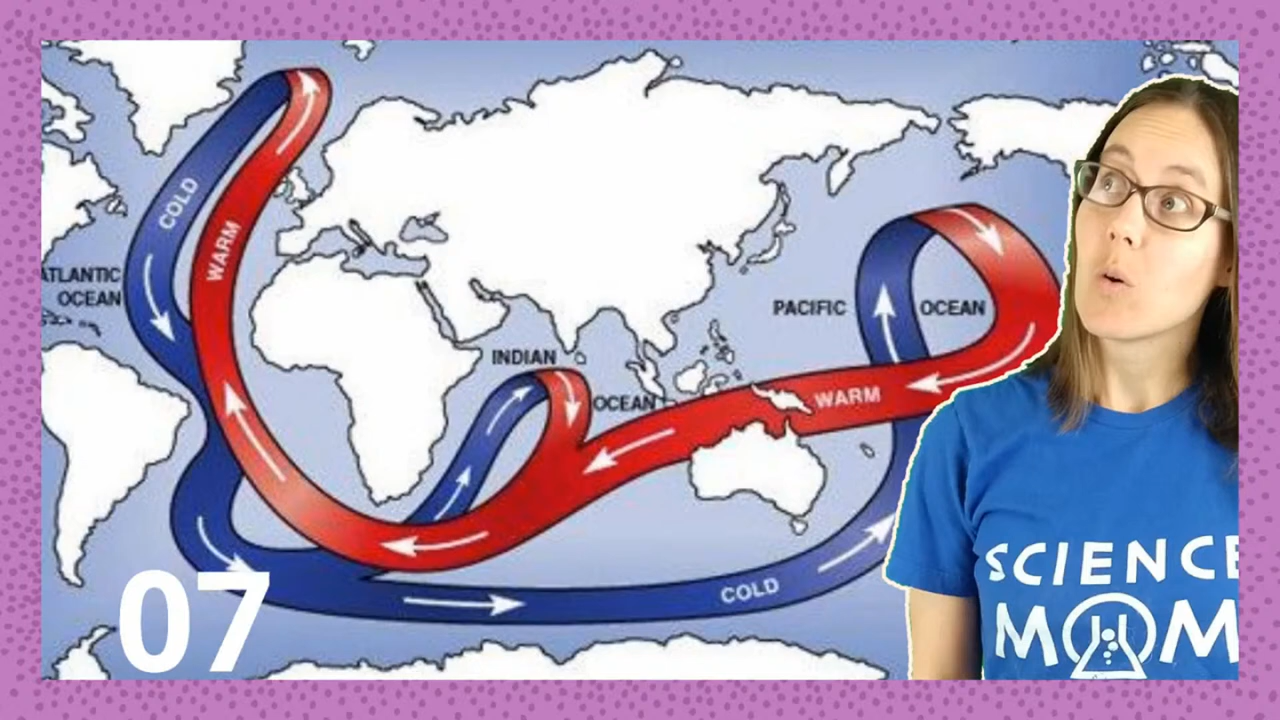 COLD
WARM
ATLANTIC
OCEAN
INDIAN
OCEAN
PACIFIC
OCEAN
WARM
COLD
07
SCIENCE
MOM